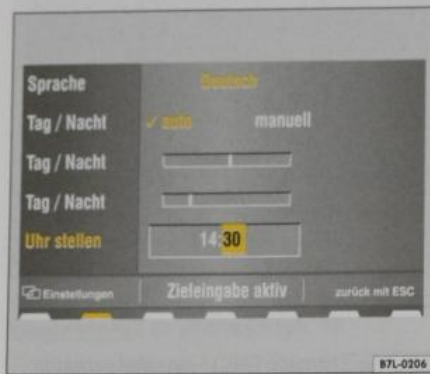 Sprache Deutsch
Tag / Nacht ✓ auto manuell
Tag / Nacht
Tag / Nacht
Uhr stellen 14:30
Einstellungen Zieleingabe aktiv zurück mit ESC
B7L-0206